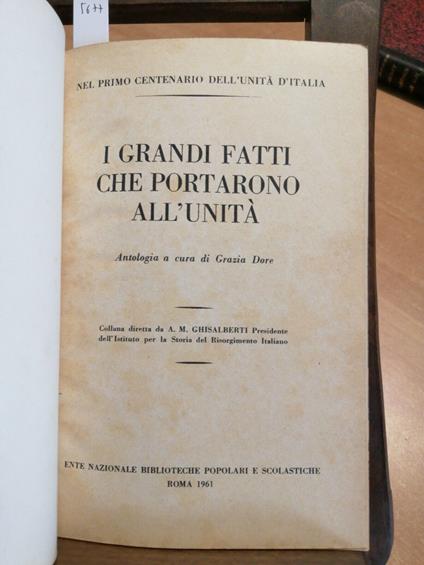 5677
NEL PRIMO CENTENARIO DELL'UNITÀ D'ITALIA
I GRANDI FATTI
CHE PORTARONO
ALL'UNITÀ
Antologia a cura di Grazia Dore
Collana diretta da A. M. GHISALBERTI Presidente
dell'Istituto per la Storia del Risorgimento Italiano
ENTE NAZIONALE BIBLIOTECHE POPOLARI E SCOLASTICHE
ROMA 1961